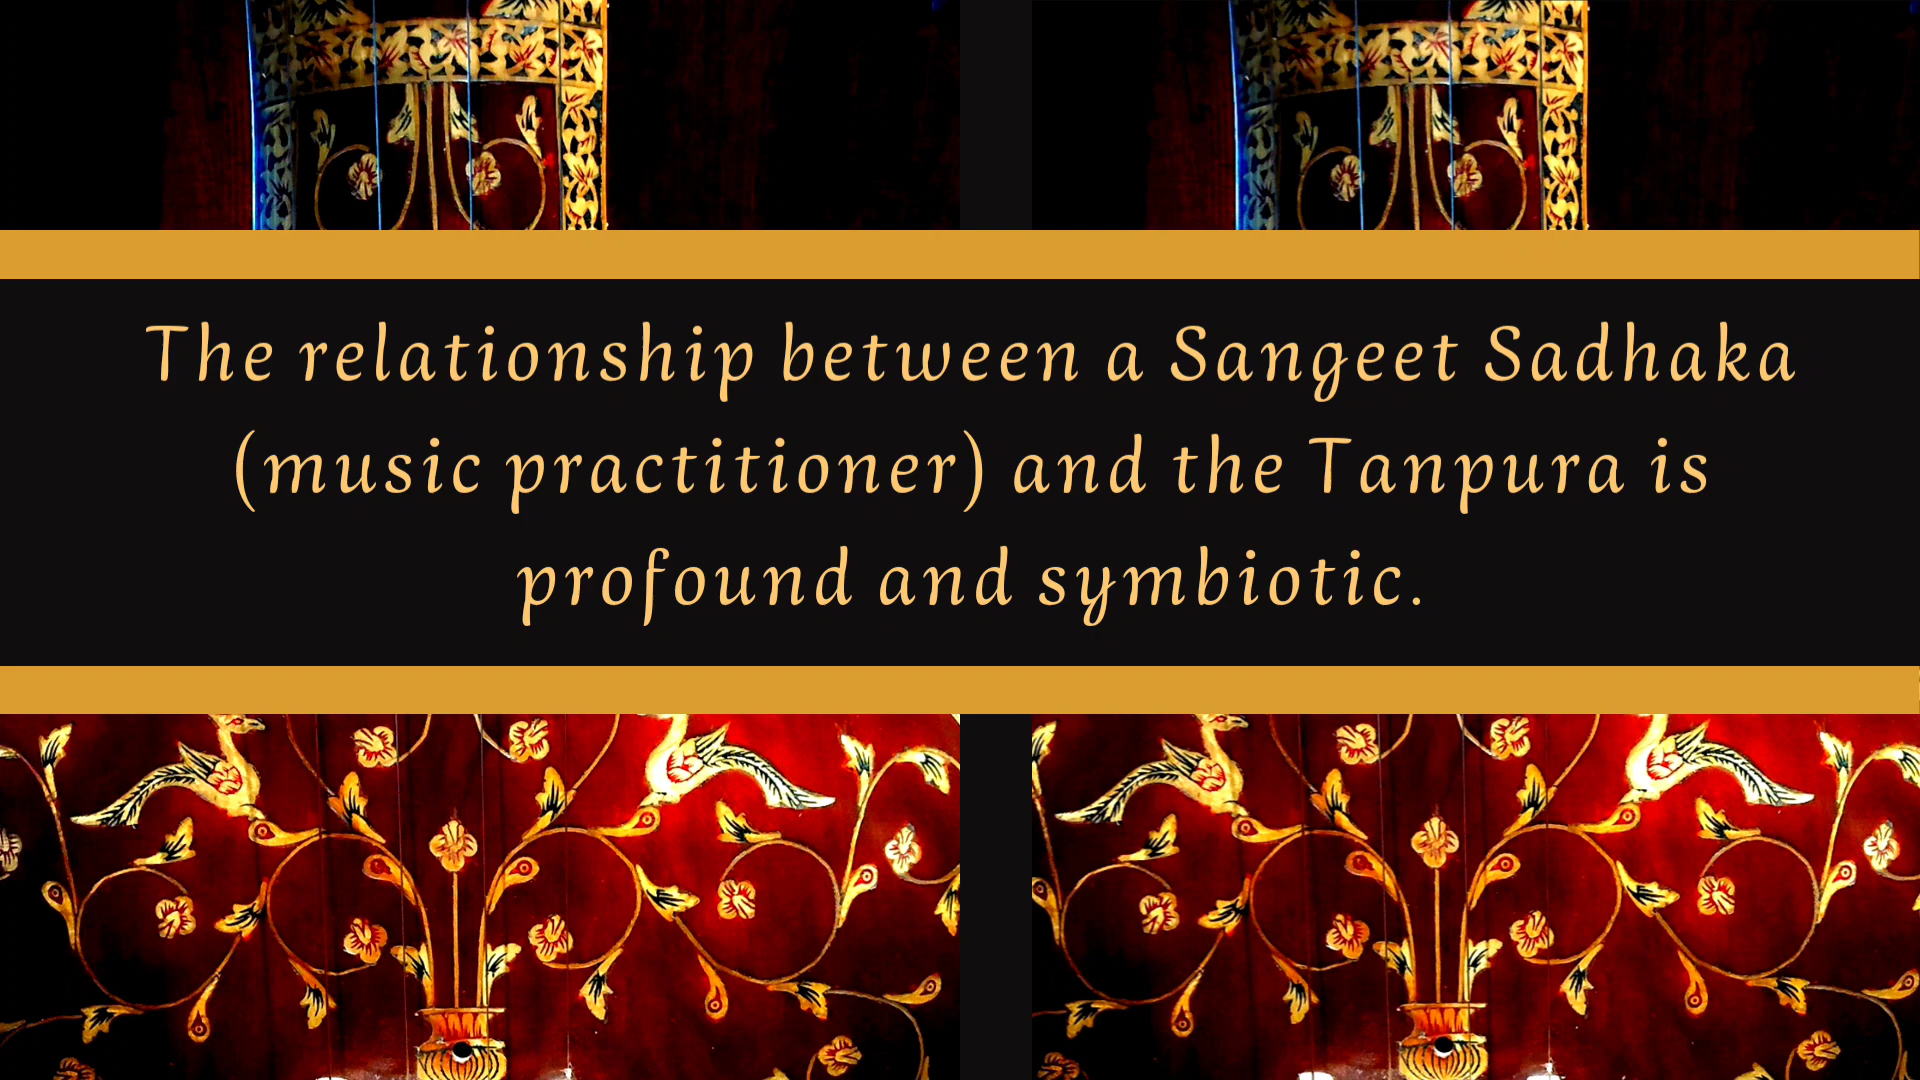 The relationship between a Sangeet Sadhaka
(music practitioner) and the Tanpura is
profound and symbiotic.